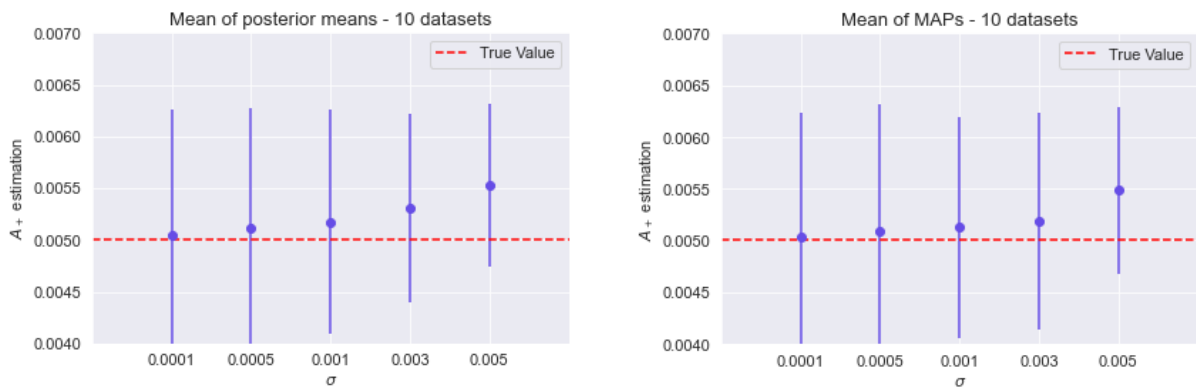 Mean of posterior means - 10 datasets
0.0070
0.0065
0.0060
0.0055
0.0050
0.0045
0.0040
A+ estimation
True Value
0.0001 0.0005 0.001 0.003 0.005
σ
Mean of MAPs - 10 datasets
0.0070
0.0065
0.0060
0.0055
0.0050
0.0045
0.0040
A+ estimation
True Value
0.0001 0.0005 0.001 0.003 0.005
σ